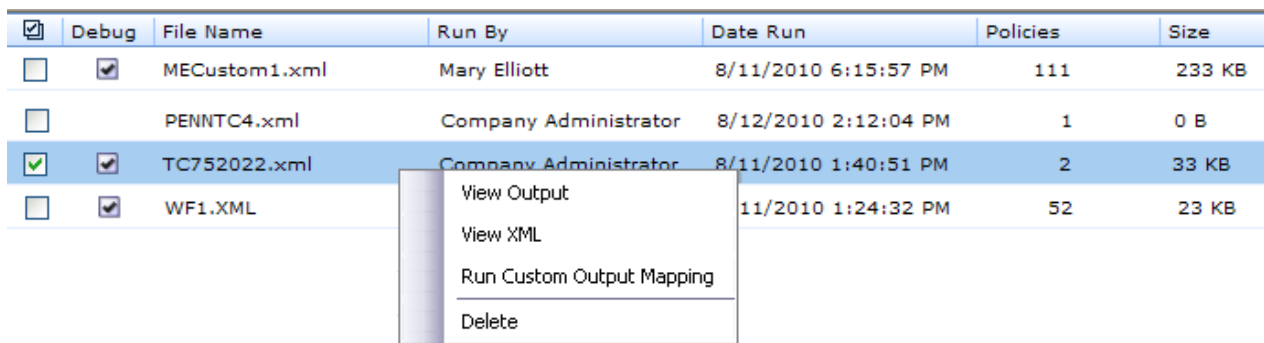 Debug File Name Run By Date Run Policies Size
MECustom1.xml Mary Elliott 8/11/2010 6:15:57 PM 111 233 KB
PENNTC4.xml Company Administrator 8/12/2010 2:12:04 PM 1 0 B
TC752022.xml Company Administrator 8/11/2010 1:40:51 PM 2 33 KB
WF1.XML 11/2010 1:24:32 PM 52 23 KB
View Output
View XML
Run Custom Output Mapping
Delete